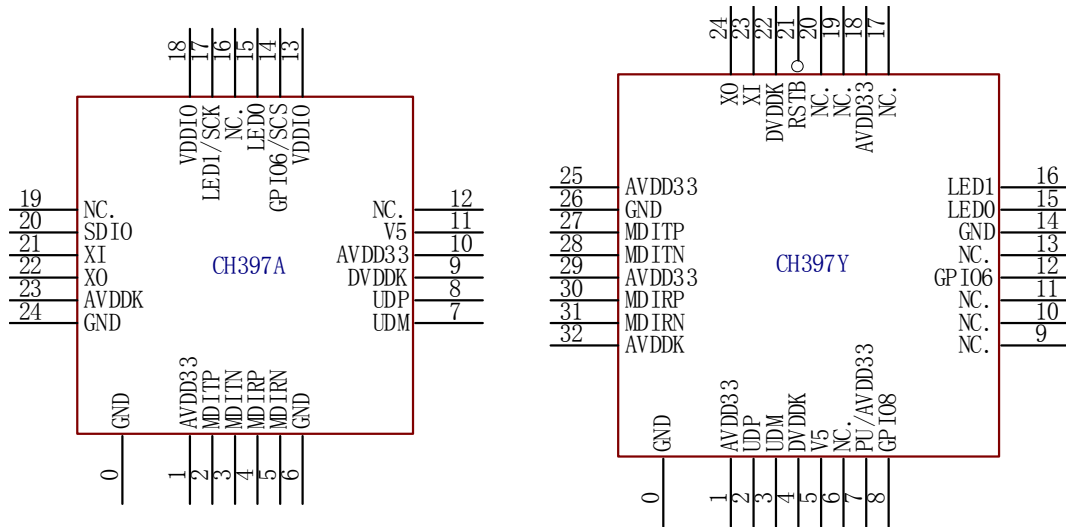 18 17 16 15 14 13
VDDIO LED1/SCK NC. LED0 GPIO6/SCS VDDIO
19 NC.
20 SDIO
21 XI
22 XO
23 AVDDK
24 GND
CH397A
NC. 12
V5 11
AVDD33 10
DVDDK 9
UDP 8
UDM 7
GND AVDD33 MDITP MDITN MDIRP MDIRN GND
0 1 2 3 4 5 6
24 23 22 21 20 19 18 17
XO XI DVDDK RSTB NC. NC. AVDD33 NC.
25 AVDD33
26 GND
27 MDITP
28 MDITN
29 AVDD33
30 MDIRP
31 MDIRN
32 AVDDK
CH397Y
LED1 16
LED0 15
GND 14
NC. 13
GPIO6 12
NC. 11
NC. 10
NC. 9
GND AVDD33 UDP UDM DVDDK V5 NC. PU/AVDD33 GPIO8
0 1 2 3 4 5 6 7 8